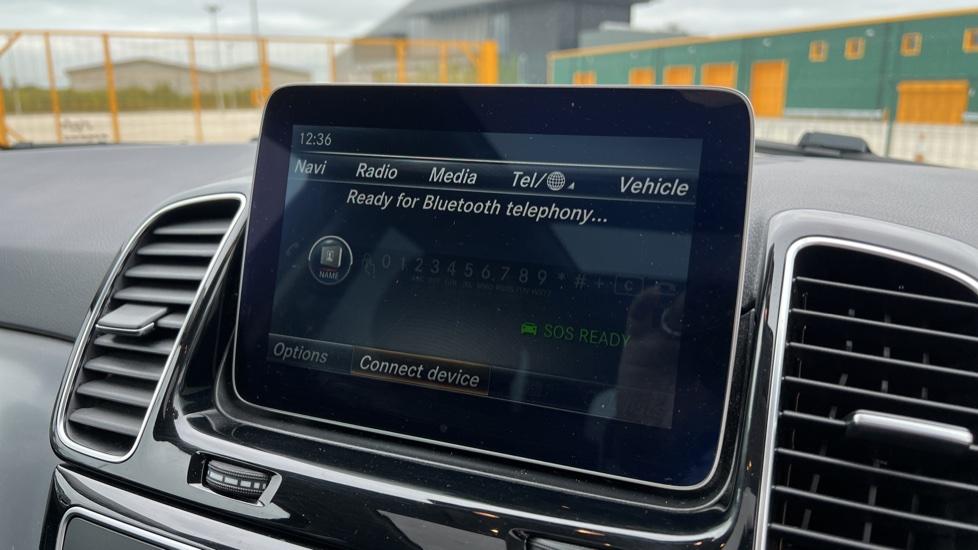 12:36
Navi Radio Media Tel/ Vehicle
Ready for Bluetooth telephony...
NAME
0 1 2 3 4 5 6 7 8 9 * # + C
SOS READY
Options Connect device